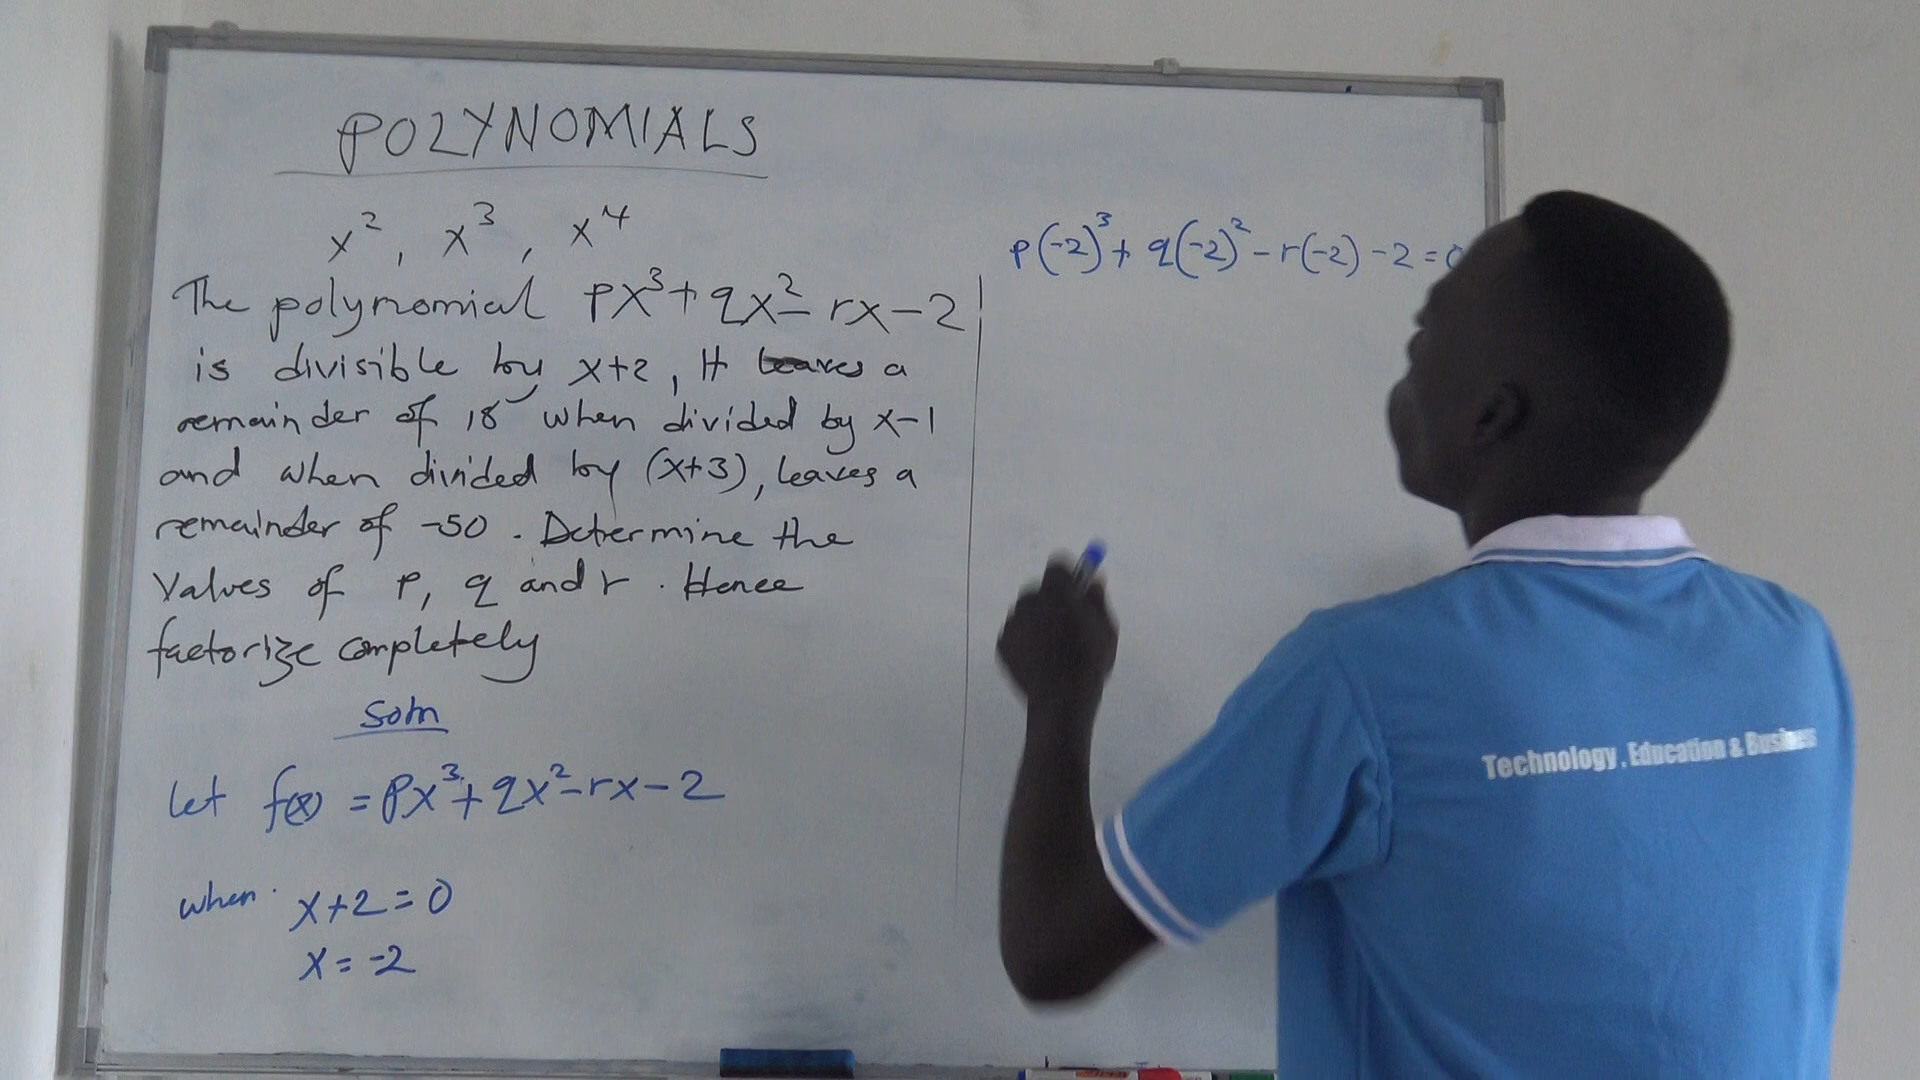 POLYNOMIALS
x², x³, x⁴
The polynomial px³+qx²-rx-2
is divisible by x+2, It leaves a
remainder of 18 when divided by x-1
and when divided by (x+3), leaves a
remainder of -50. Determine the
values of p, q and r. Hence
factorize completely
Soln
Let f(x) = px³+qx²-rx-2
when x+2=0
x=-2
p(-2)³+ q(-2)²-r(-2)-2=0
Technology, Education & Business